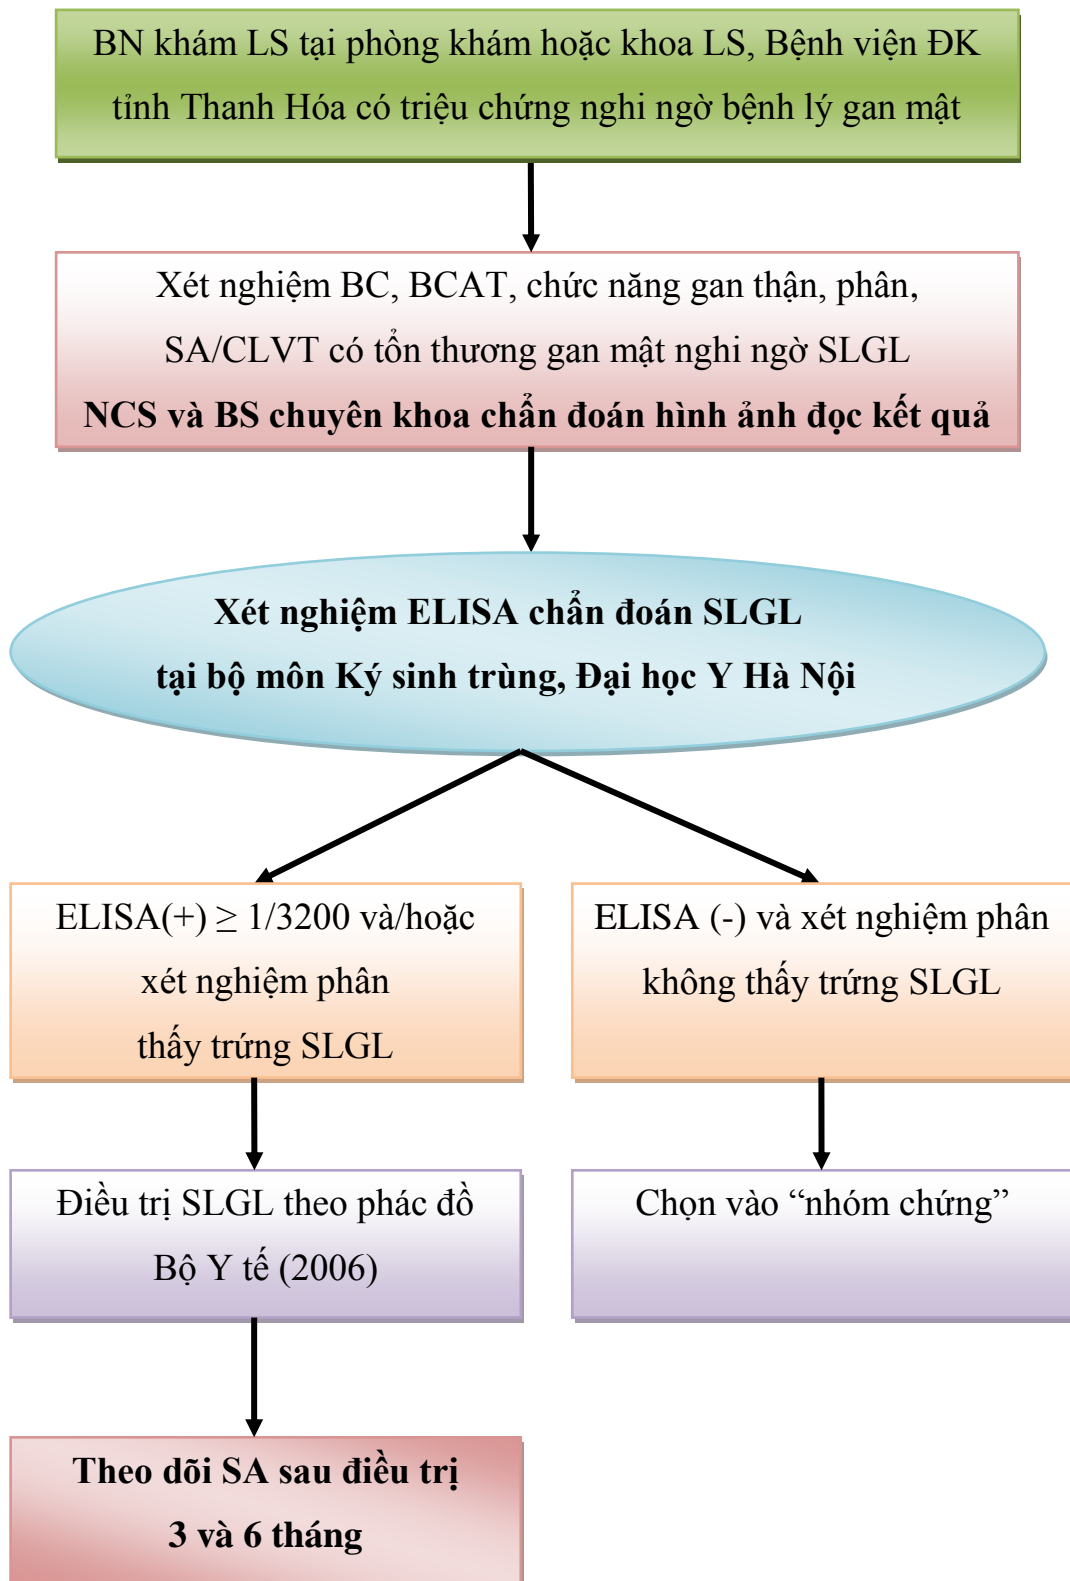 BN khám LS tại phòng khám hoặc khoa LS, Bệnh viện ĐK
tỉnh Thanh Hóa có triệu chứng nghi ngờ bệnh lý gan mật
Xét nghiệm BC, BCAT, chức năng gan thận, phân,
SA/CLVT có tổn thương gan mật nghi ngờ SLGL
NCS và BS chuyên khoa chẩn đoán hình ảnh đọc kết quả
Xét nghiệm ELISA chẩn đoán SLGL
tại bộ môn Ký sinh trùng, Đại học Y Hà Nội
ELISA(+) ≥ 1/3200 và/hoặc
xét nghiệm phân
thấy trứng SLGL
ELISA (-) và xét nghiệm phân
không thấy trứng SLGL
Điều trị SLGL theo phác đồ
Bộ Y tế (2006)
Chọn vào “nhóm chứng”
Theo dõi SA sau điều trị
3 và 6 tháng